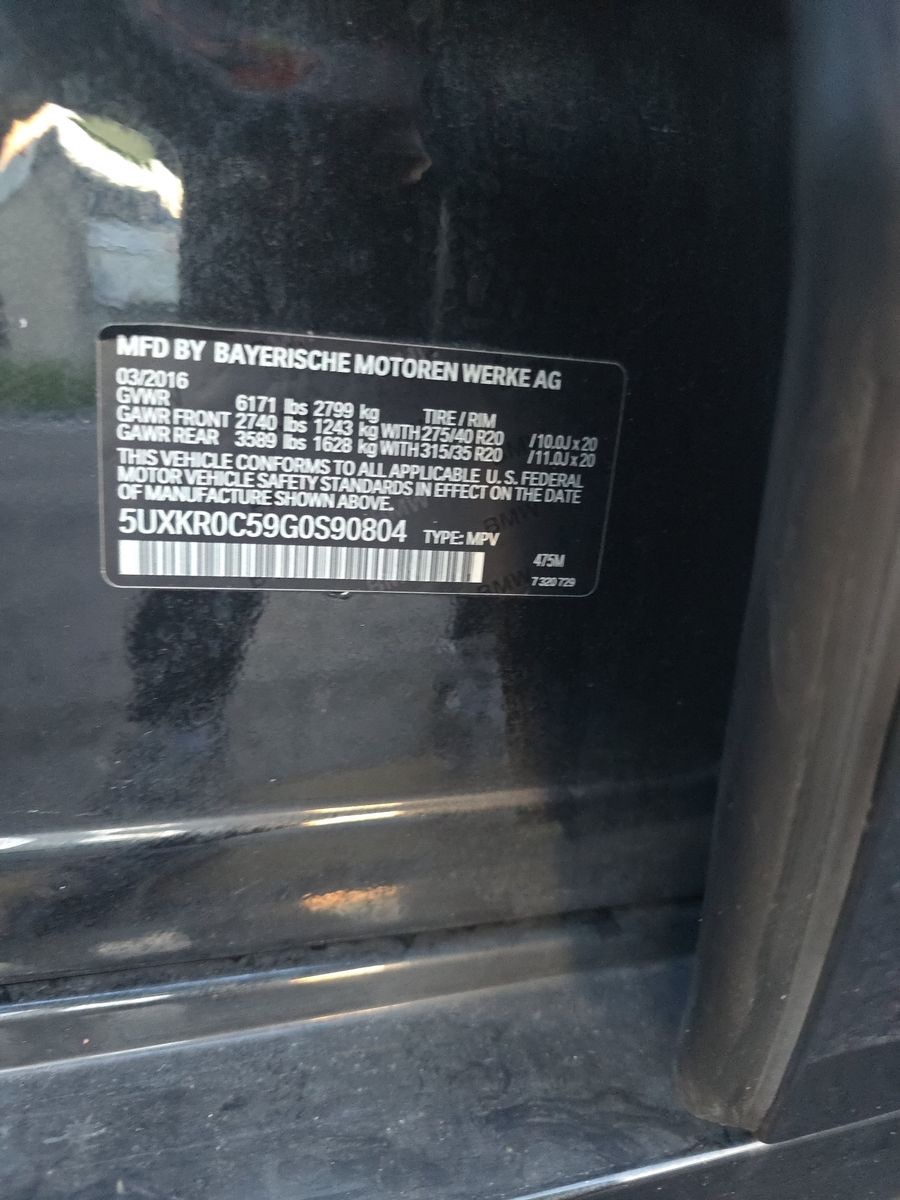 MFD BY BAYERISCHE MOTOREN WERKE AG
03/2016
GVWR 6171 lbs 2799 kg TIRE / RIM
GAWR FRONT 2740 lbs 1243 kg WITH 275/40 R20 /10.0J x 20
GAWR REAR 3589 lbs 1628 kg WITH 315/35 R20 /11.0J x 20
THIS VEHICLE CONFORMS TO ALL APPLICABLE U. S. FEDERAL
MOTOR VEHICLE SAFETY STANDARDS IN EFFECT ON THE DATE
OF MANUFACTURE SHOWN ABOVE.
5UXKR0C59G0S90804 TYPE: MPV
475M
7 320 729
BMW
BMW